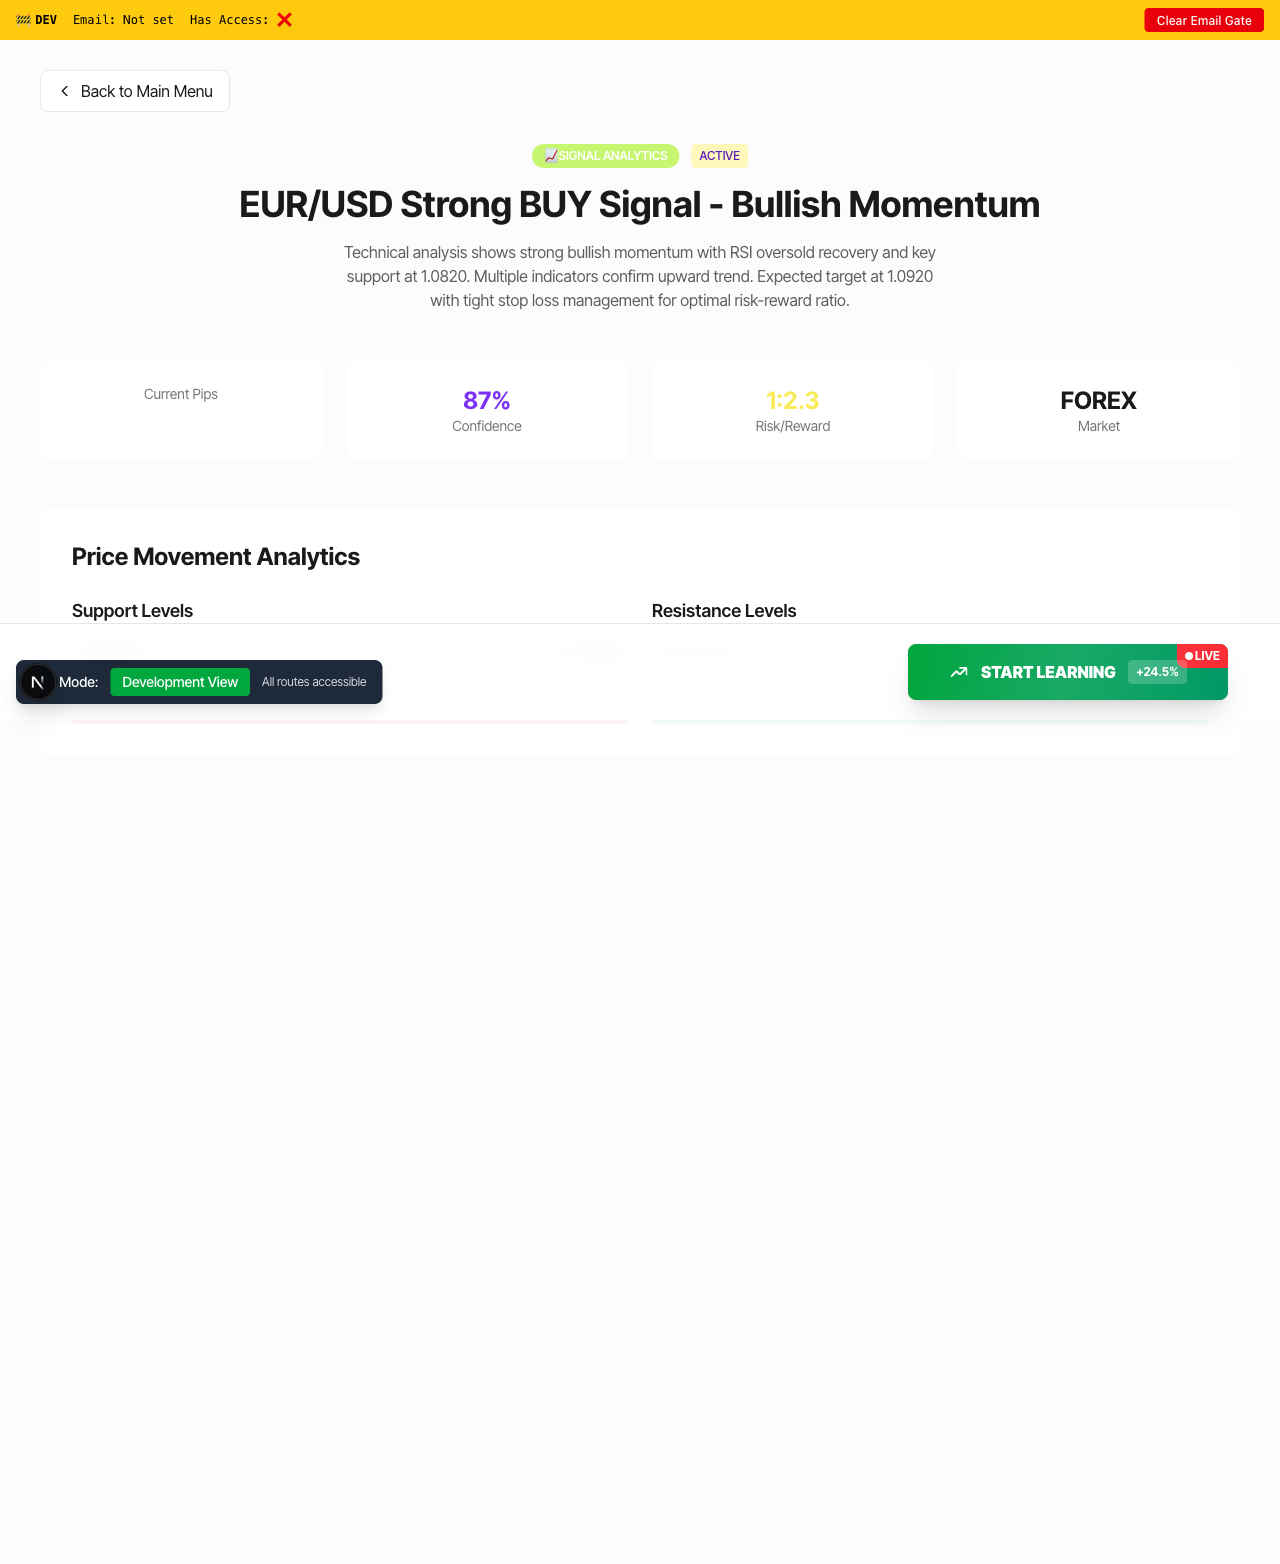 🚧 DEV Email: Not set Has Access: ❌ Clear Email Gate
Back to Main Menu
📈SIGNAL ANALYTICS ACTIVE
EUR/USD Strong BUY Signal - Bullish Momentum
Technical analysis shows strong bullish momentum with RSI oversold recovery and key
support at 1.0820. Multiple indicators confirm upward trend. Expected target at 1.0920
with tight stop loss management for optimal risk-reward ratio.
Current Pips
87%
Confidence
1:2.3
Risk/Reward
FOREX
Market
Price Movement Analytics
Support Levels
Resistance Levels
N Mode: Development View All routes accessible
START LEARNING +24.5%
LIVE